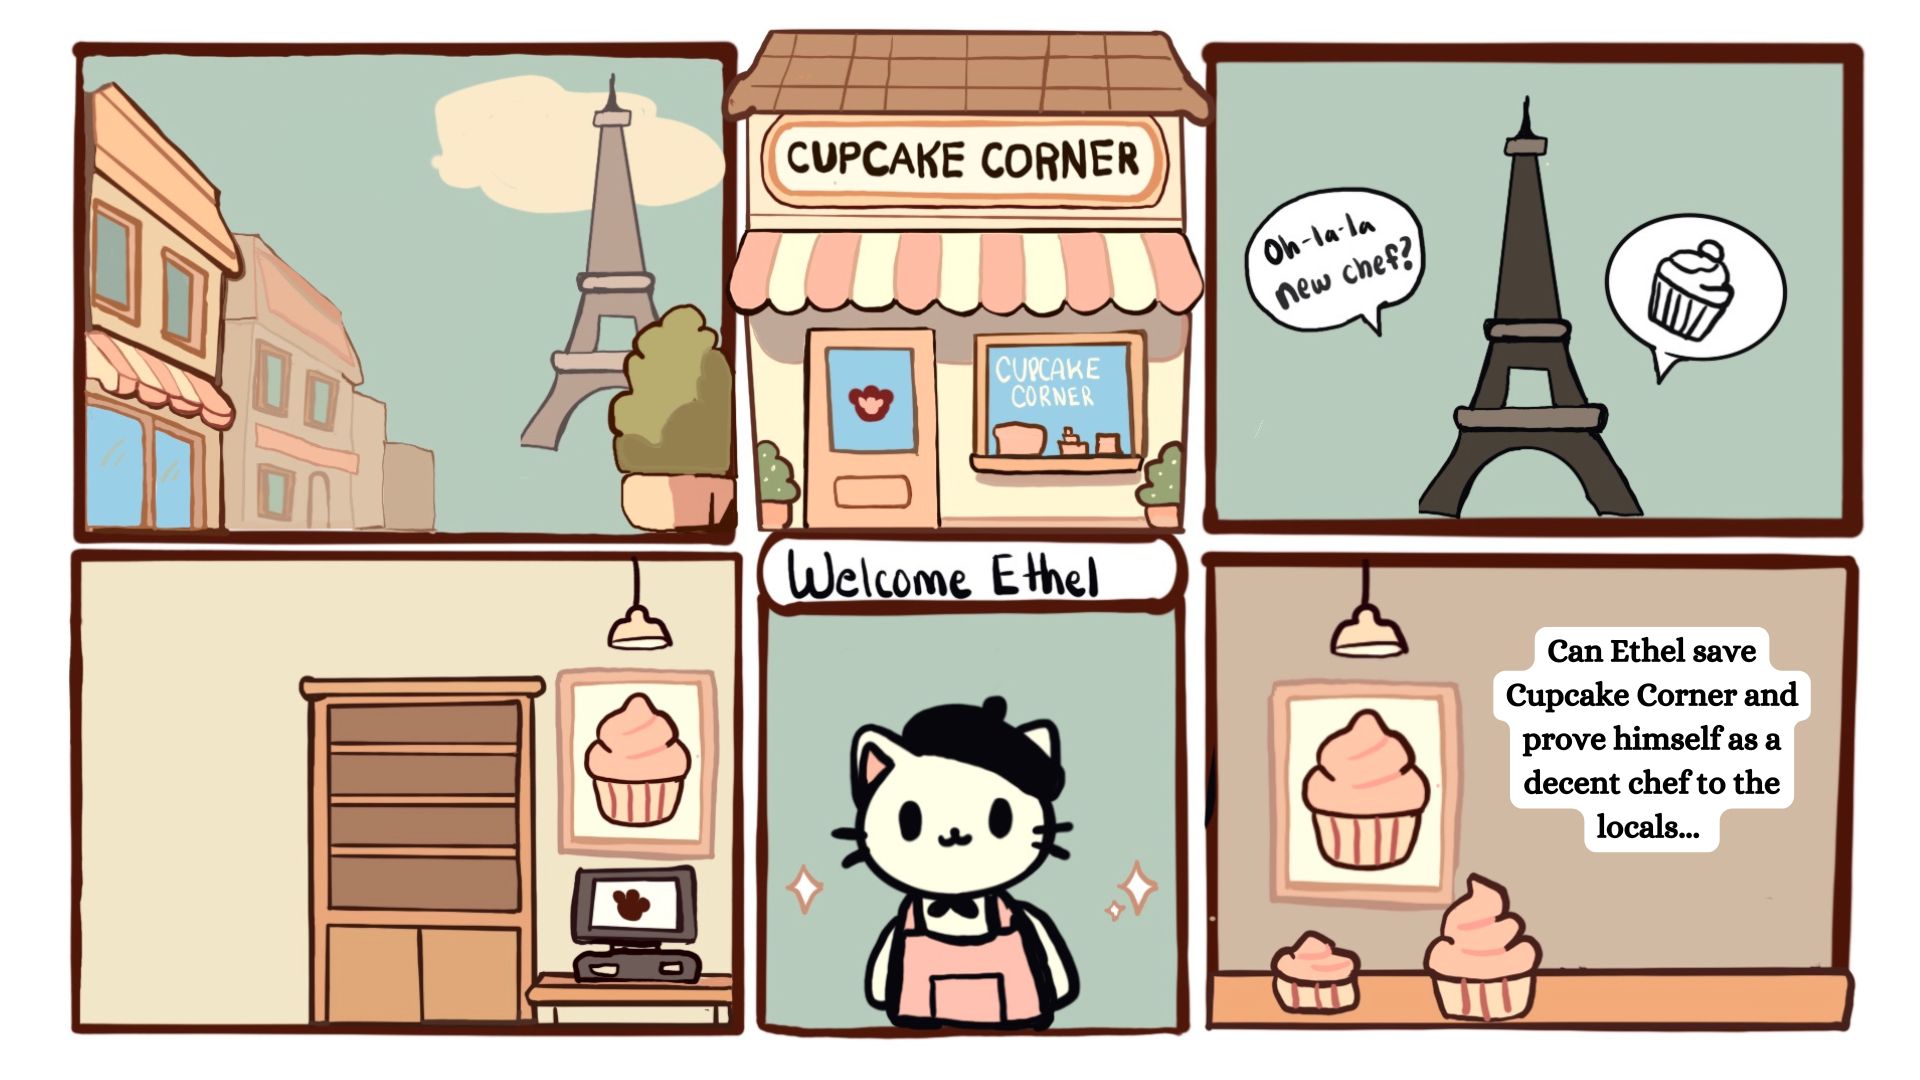 CUPCAKE CORNER
CUPCAKE
CORNER
Oh-la-la
new chef?
Welcome Ethel
Can Ethel save
Cupcake Corner and
prove himself as a
decent chef to the
locals...